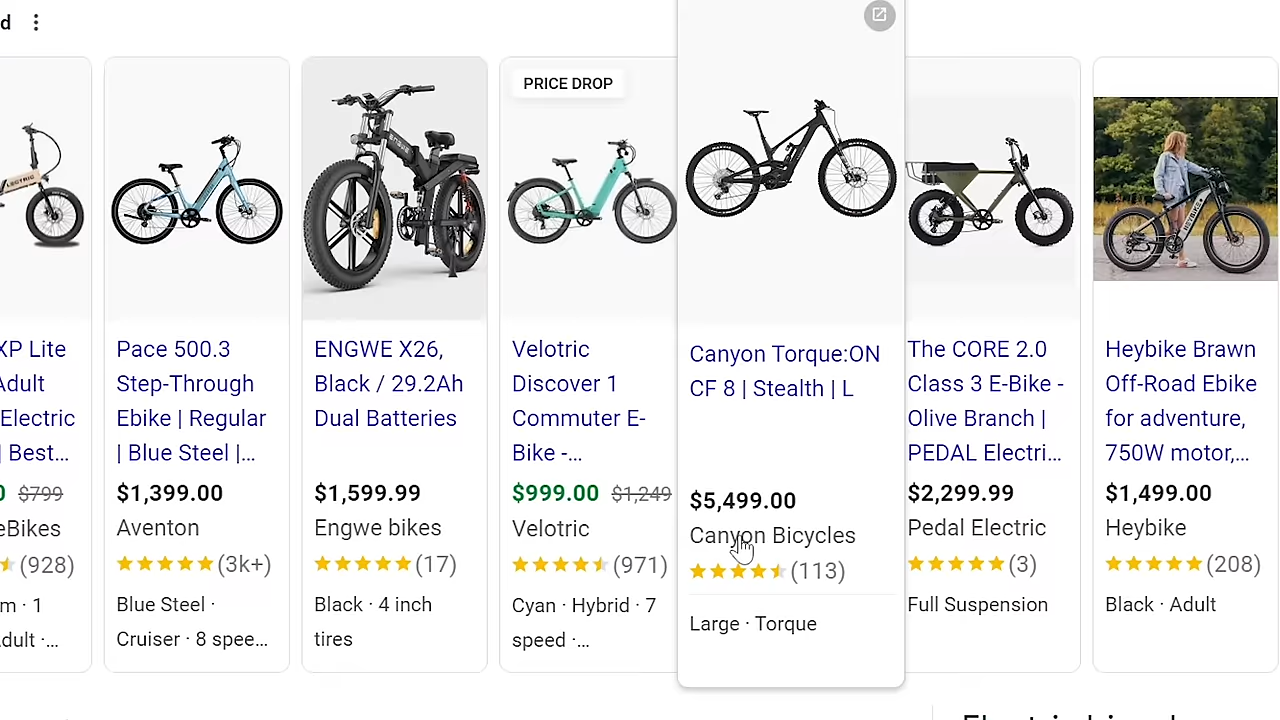 d
PRICE DROP
LECTRIC
ENGWE
HEYBIKE
XP Lite
Adult
Electric
| Best...
0 $799
eBikes
(928)
m · 1
Adult ·...
Pace 500.3
Step-Through
Ebike | Regular
| Blue Steel |...
$1,399.00
Aventon
(3k+)
Blue Steel ·
Cruiser · 8 spee...
ENGWE X26,
Black / 29.2Ah
Dual Batteries
$1,599.99
Engwe bikes
(17)
Black · 4 inch
tires
Velotric
Discover 1
Commuter E-
Bike -...
$999.00 $1,249
Velotric
(971)
Cyan · Hybrid · 7
speed ·...
Canyon Torque:ON
CF 8 | Stealth | L
$5,499.00
Canyon Bicycles
(113)
Large · Torque
The CORE 2.0
Class 3 E-Bike -
Olive Branch |
PEDAL Electri...
$2,299.99
Pedal Electric
(3)
Full Suspension
Heybike Brawn
Off-Road Ebike
for adventure,
750W motor,...
$1,499.00
Heybike
(208)
Black · Adult